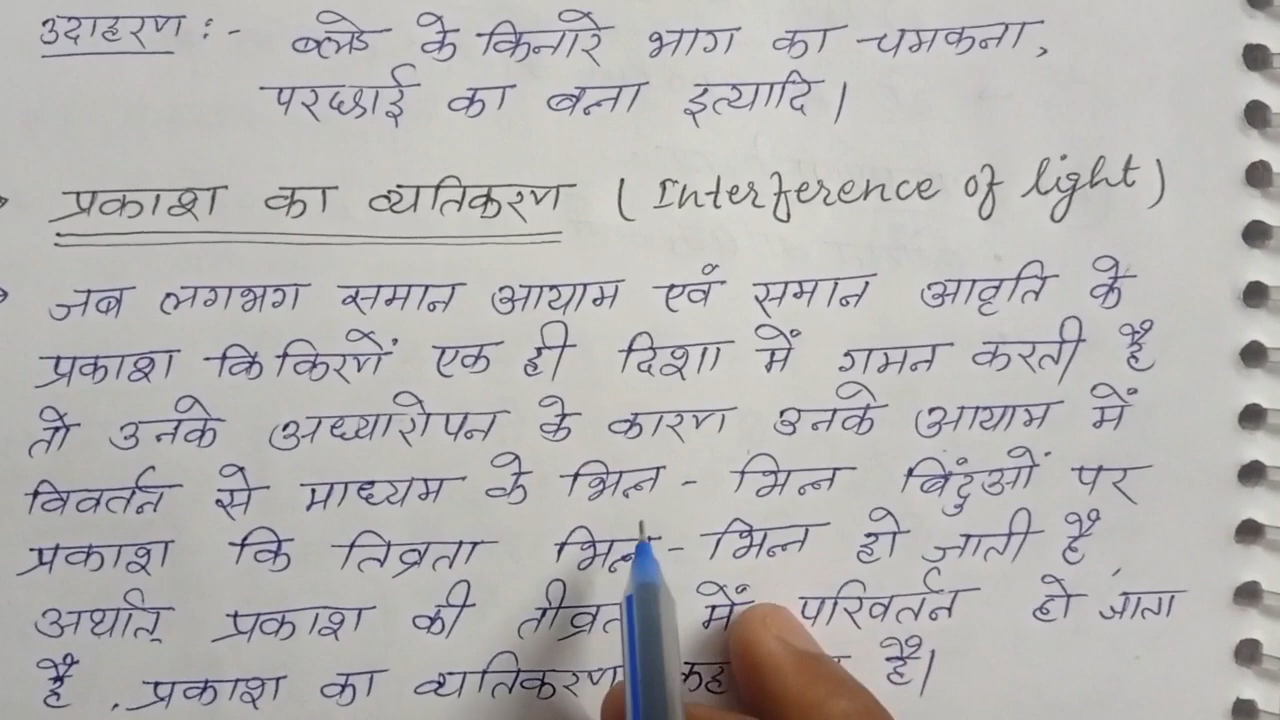 उदाहरण :- ब्लेड के किनारे भाग का चमकना,
परछाई का बना इत्यादि।
प्रकाश का व्यतिकरण (Interference of light)
जब लगभग समान आयाम एवं समान आवृति के
प्रकाश कि किरणें एक ही दिशा में गमन करती है
तो उनके अध्यारोपन के कारण उनके आयाम में
विवर्तन से माध्यम के भिन्न - भिन्न बिंदुओं पर
प्रकाश कि तिव्रता भिन्न - भिन्न हो जाती है
अर्थात् प्रकाश की में परिवर्तन हो जाता
है , प्रकाश का व्यतिकरण है।